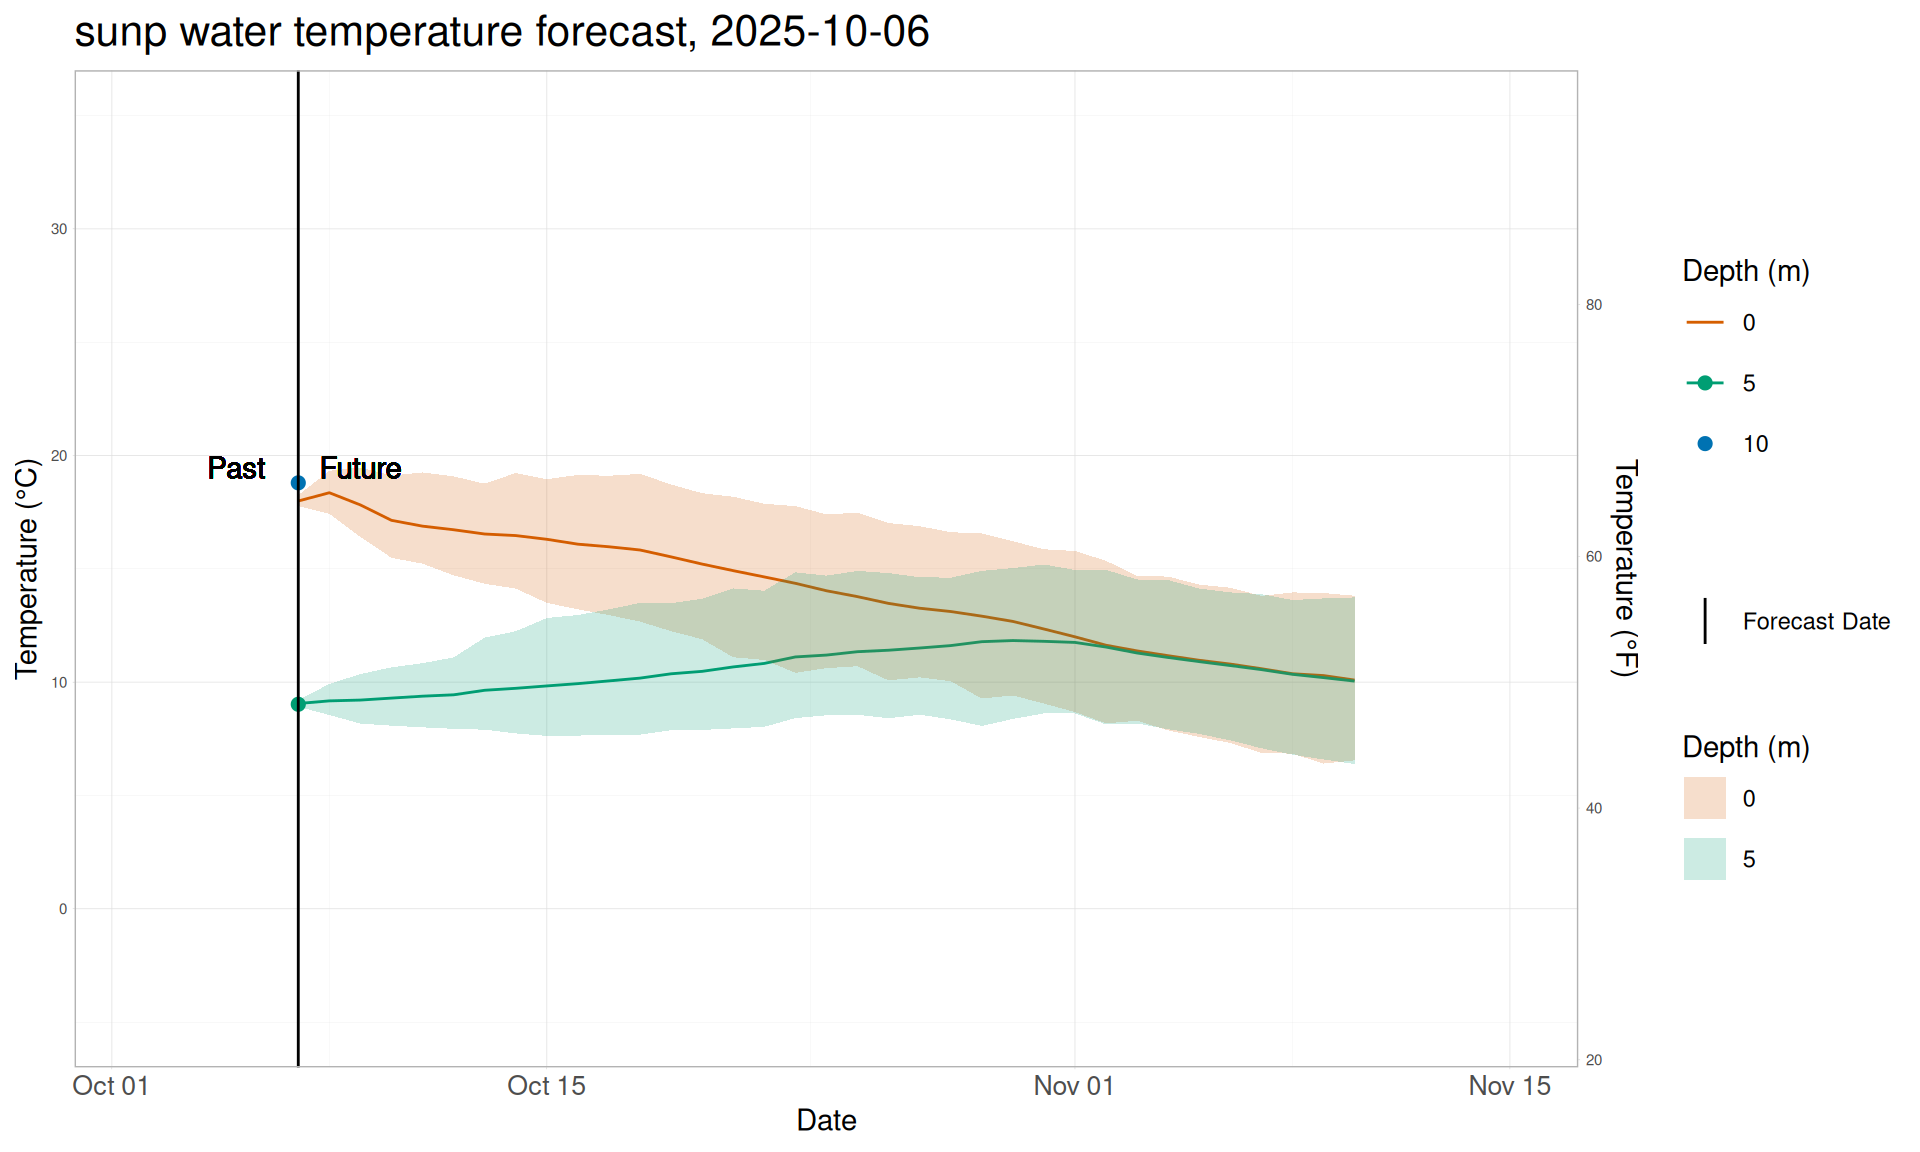 sunp water temperature forecast, 2025-10-06
Past
Future
30
20
10
0
80
60
40
20
Temperature (°C)
Temperature (°F)
Oct 01
Oct 15
Nov 01
Nov 15
Date
Depth (m)
0
5
10
Forecast Date
Depth (m)
0
5